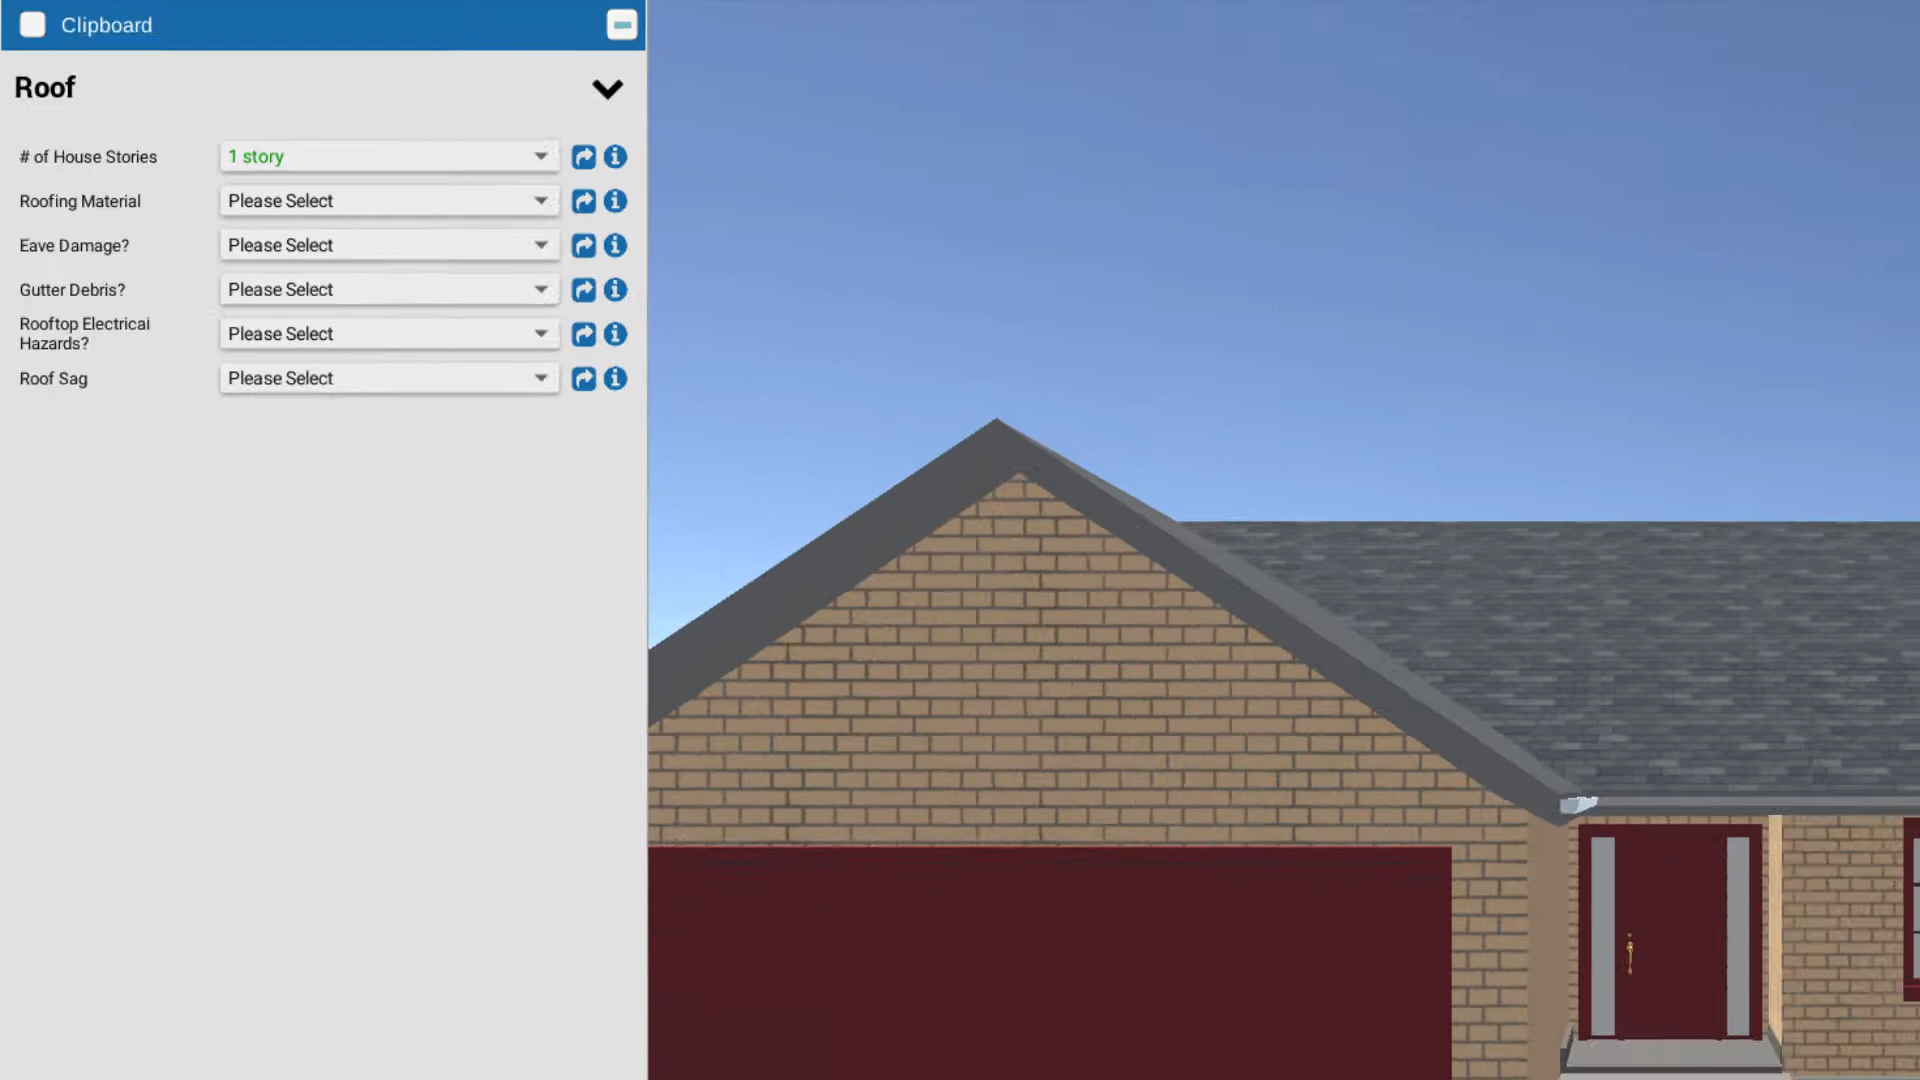 Clipboard
Roof
# of House Stories
1 story
Roofing Material
Please Select
Eave Damage?
Please Select
Gutter Debris?
Please Select
Rooftop Electrical
Hazards?
Please Select
Roof Sag
Please Select